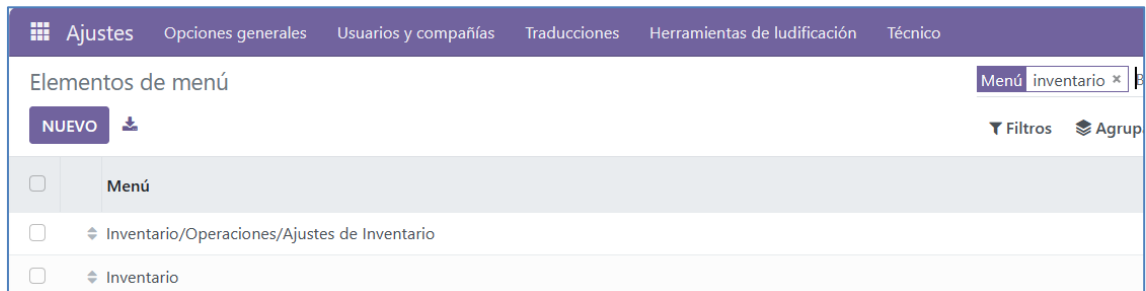 Ajustes Opciones generales Usuarios y compañías Traducciones Herramientas de ludificación Técnico
Elementos de menú
Menú inventario ×
NUEVO
Filtros
Menú
Inventario/Operaciones/Ajustes de Inventario
Inventario